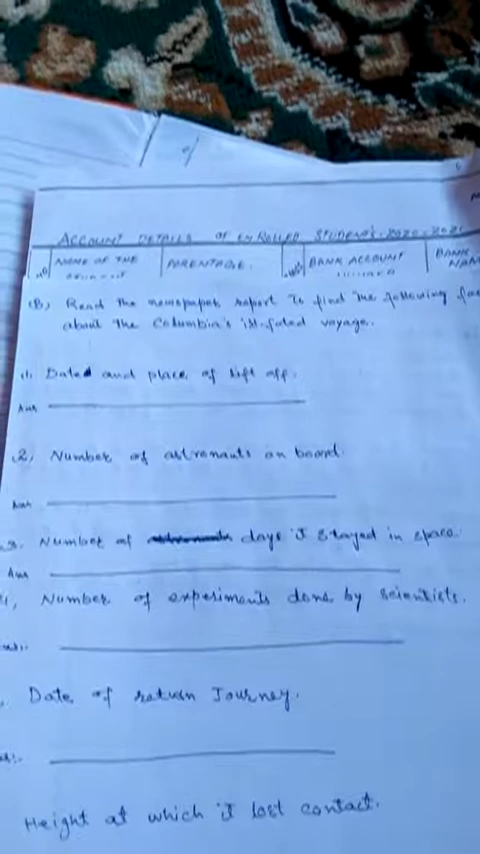 ACCOUNT DETAILS OF ENROLLED STUDENTS. 2020-2021
NAME OF THE
PARENTAGE.
BANK ACCOUNT
BANK
(B) Read the newspaper report to find the following
about the Columbia's ill-fated voyage.
1). Dated and place of lift off.
Ans
2, Number of astronauts on board.
Ans
3. Number of days it stayed in space.
Ans
4, Number of experiments done by scientists.
Date of return Journey.
Height at which it lost contact.